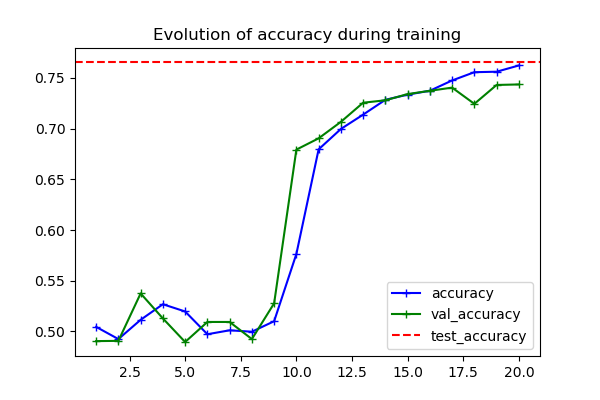 Evolution of accuracy during training
0.75
0.70
0.65
0.60
0.55
0.50
accuracy
val_accuracy
test_accuracy
2.5 5.0 7.5 10.0 12.5 15.0 17.5 20.0